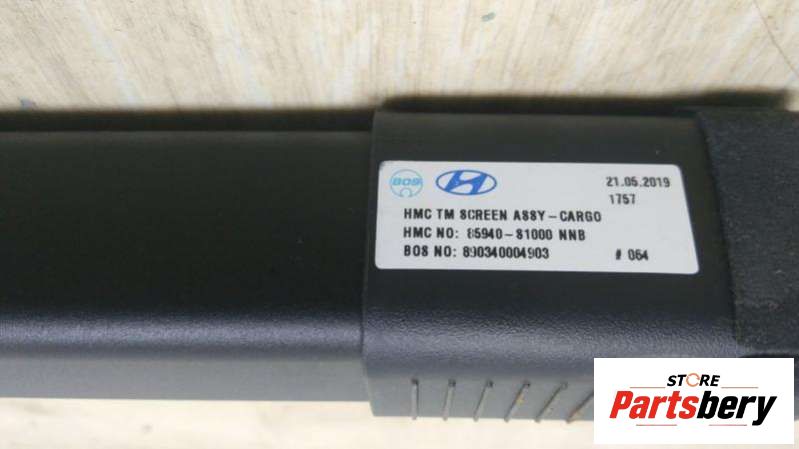 BOS
21.05.2019
1757
HMC TM SCREEN ASSY-CARGO
HMC NO: 85940-S1000 NNB
BOS NO: 890340004903 # 064
STORE
Partsbery